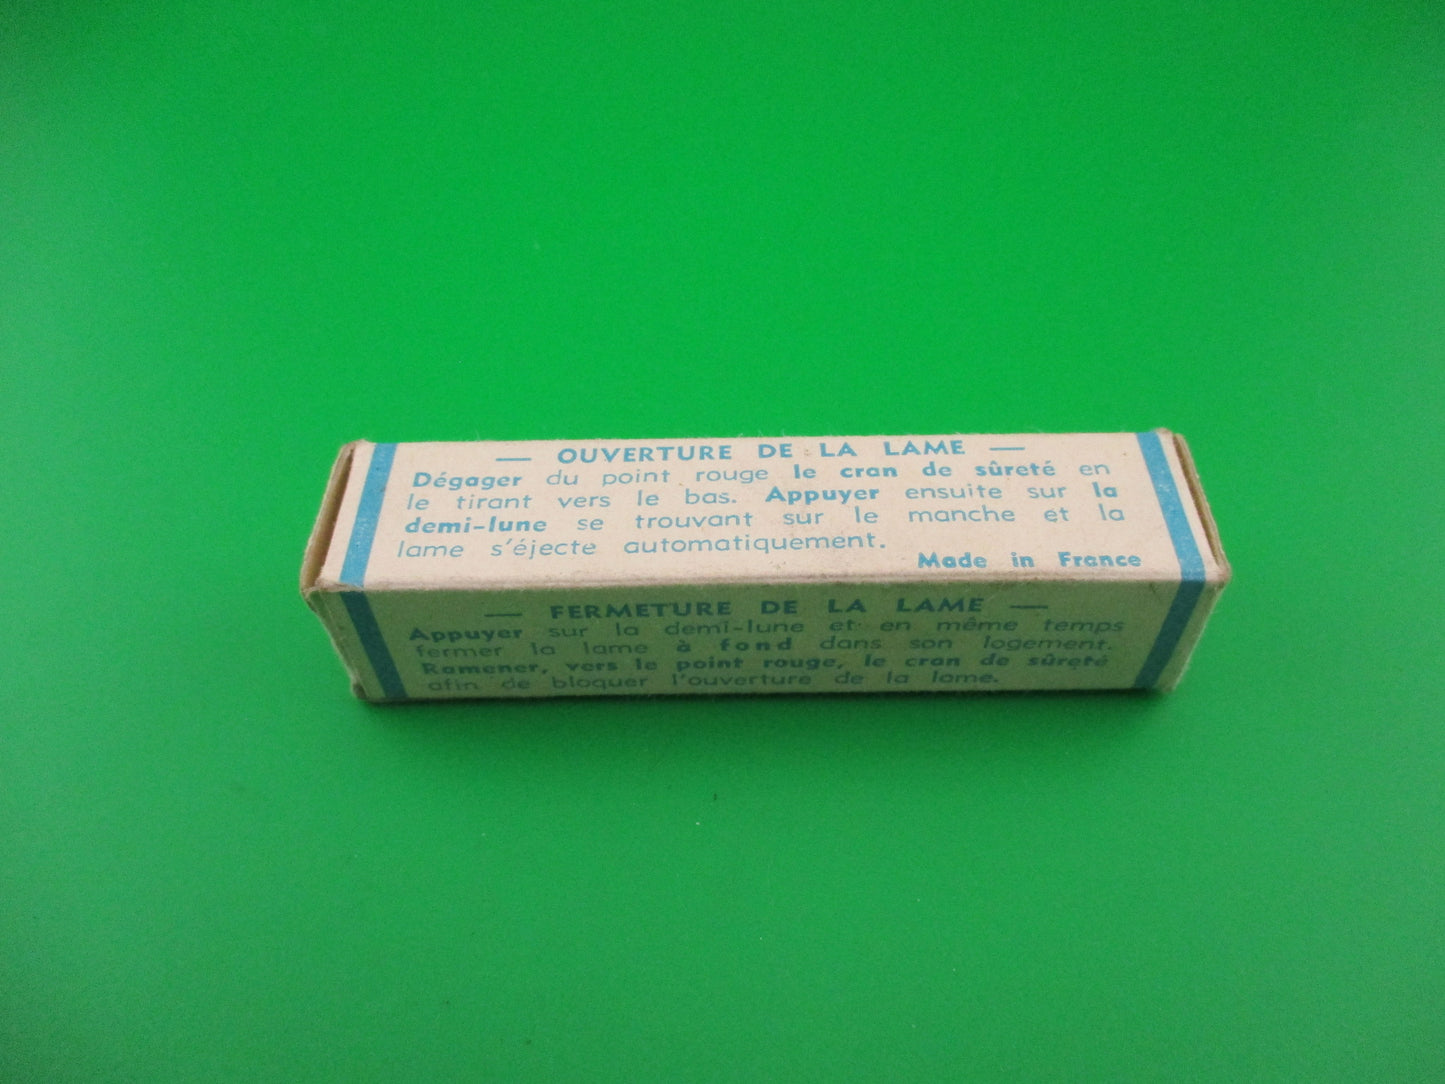 — OUVERTURE DE LA LAME —
Dégager du point rouge le cran de sûreté en
le tirant vers le bas. Appuyer ensuite sur la
demi-lune se trouvant sur le manche et la
lame s'éjecte automatiquement.
Made in France
— FERMETURE DE LA LAME —
Appuyer sur la demi-lune et en même temps
fermer la lame à fond dans son logement.
Ramener, vers le point rouge, le cran de sûreté
afin de bloquer l'ouverture de la lame.